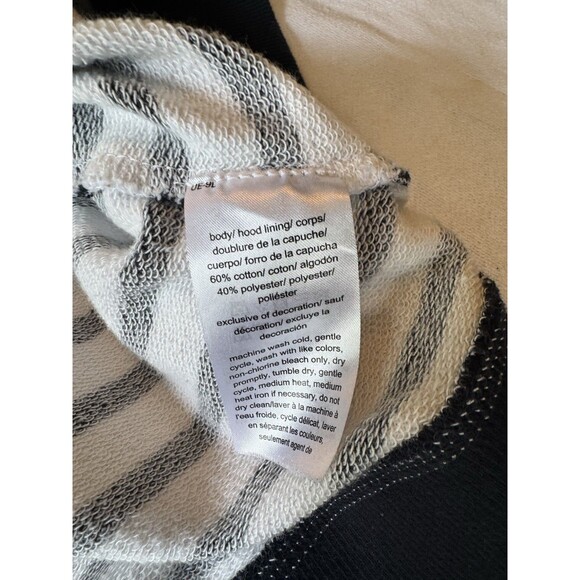 body/ hood lining/ corps/
doublure de la capuche/
cuerpo/ forro de la capucha
60% cotton/ coton/ algodón
40% polyester/ polyester/
poliéster
exclusive of decoration/ sauf
décoration/ excluye la
decoración
machine wash cold, gentle
cycle, wash with like colors,
non-chlorine bleach only, dry
promptly, tumble dry, gentle
cycle, medium heat, medium
heat iron if necessary, do not
dry clean/laver à la machine à
l'eau froide, cycle délicat, laver
en séparant les couleurs,
seulement agent de